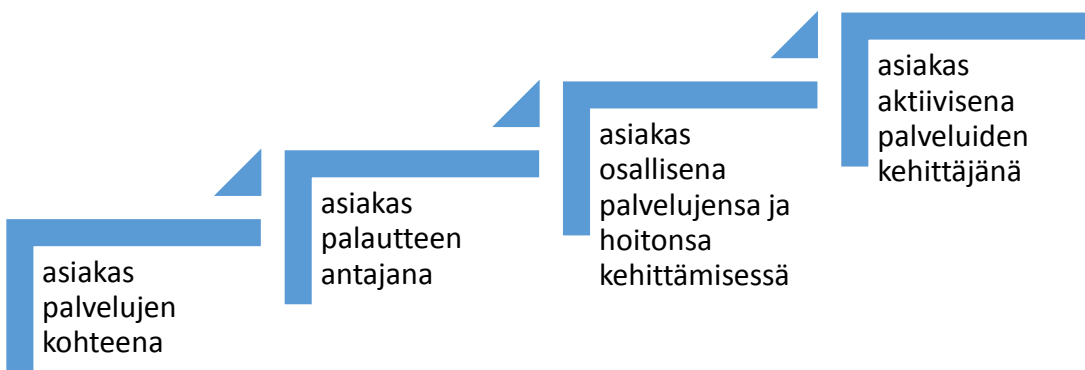 asiakas
palvelujen
kohteena
asiakas
palautteen
antajana
asiakas
osallisena
palvelujensa ja
hoitonsa
kehittämisessä
asiakas
aktiivisena
palveluiden
kehittäjänä